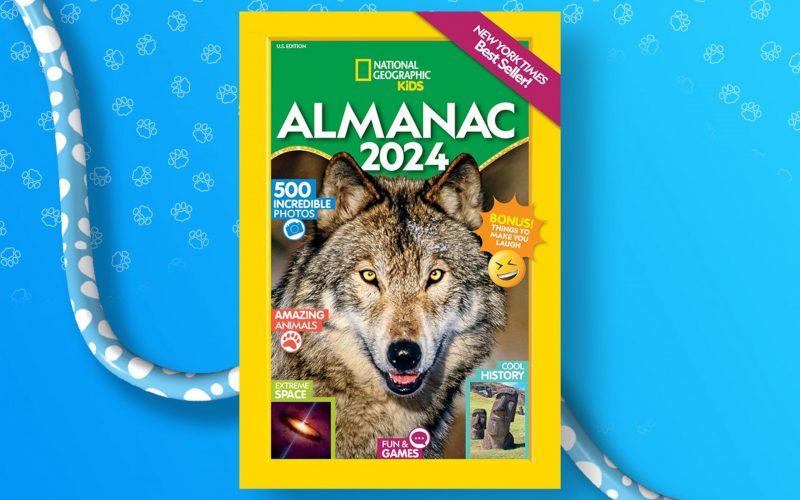 U.S. EDITION
NATIONAL
GEOGRAPHIC
KiDS
NEW YORK TIMES
Best Seller!
ALMANAC
2024
500
INCREDIBLE
PHOTOS
BONUS!
THINGS TO
MAKE YOU
LAUGH
AMAZING
ANIMALS
EXTREME
SPACE
COOL
HISTORY
FUN &
GAMES